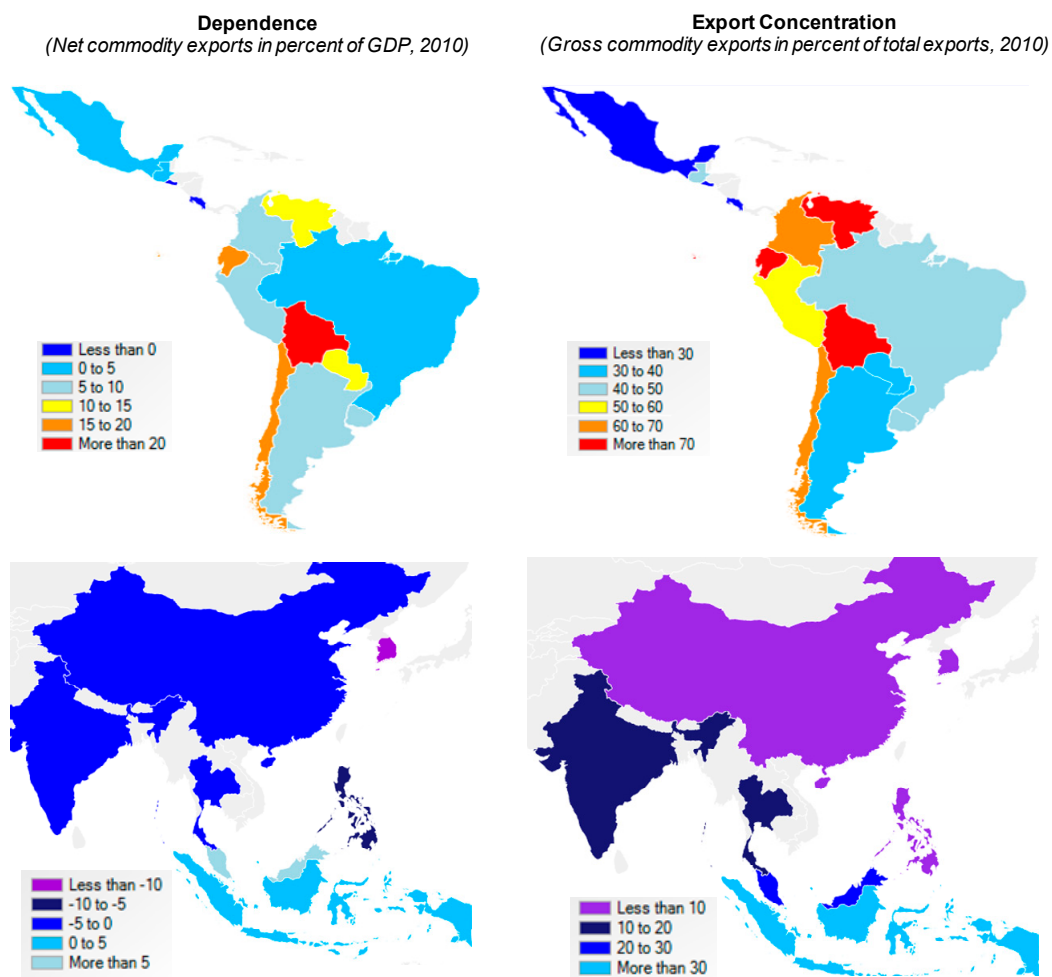 Dependence
(Net commodity exports in percent of GDP, 2010)
Export Concentration
(Gross commodity exports in percent of total exports, 2010)
Less than 0
0 to 5
5 to 10
10 to 15
15 to 20
More than 20
Less than 30
30 to 40
40 to 50
50 to 60
60 to 70
More than 70
Less than -10
-10 to -5
-5 to 0
0 to 5
More than 5
Less than 10
10 to 20
20 to 30
More than 30